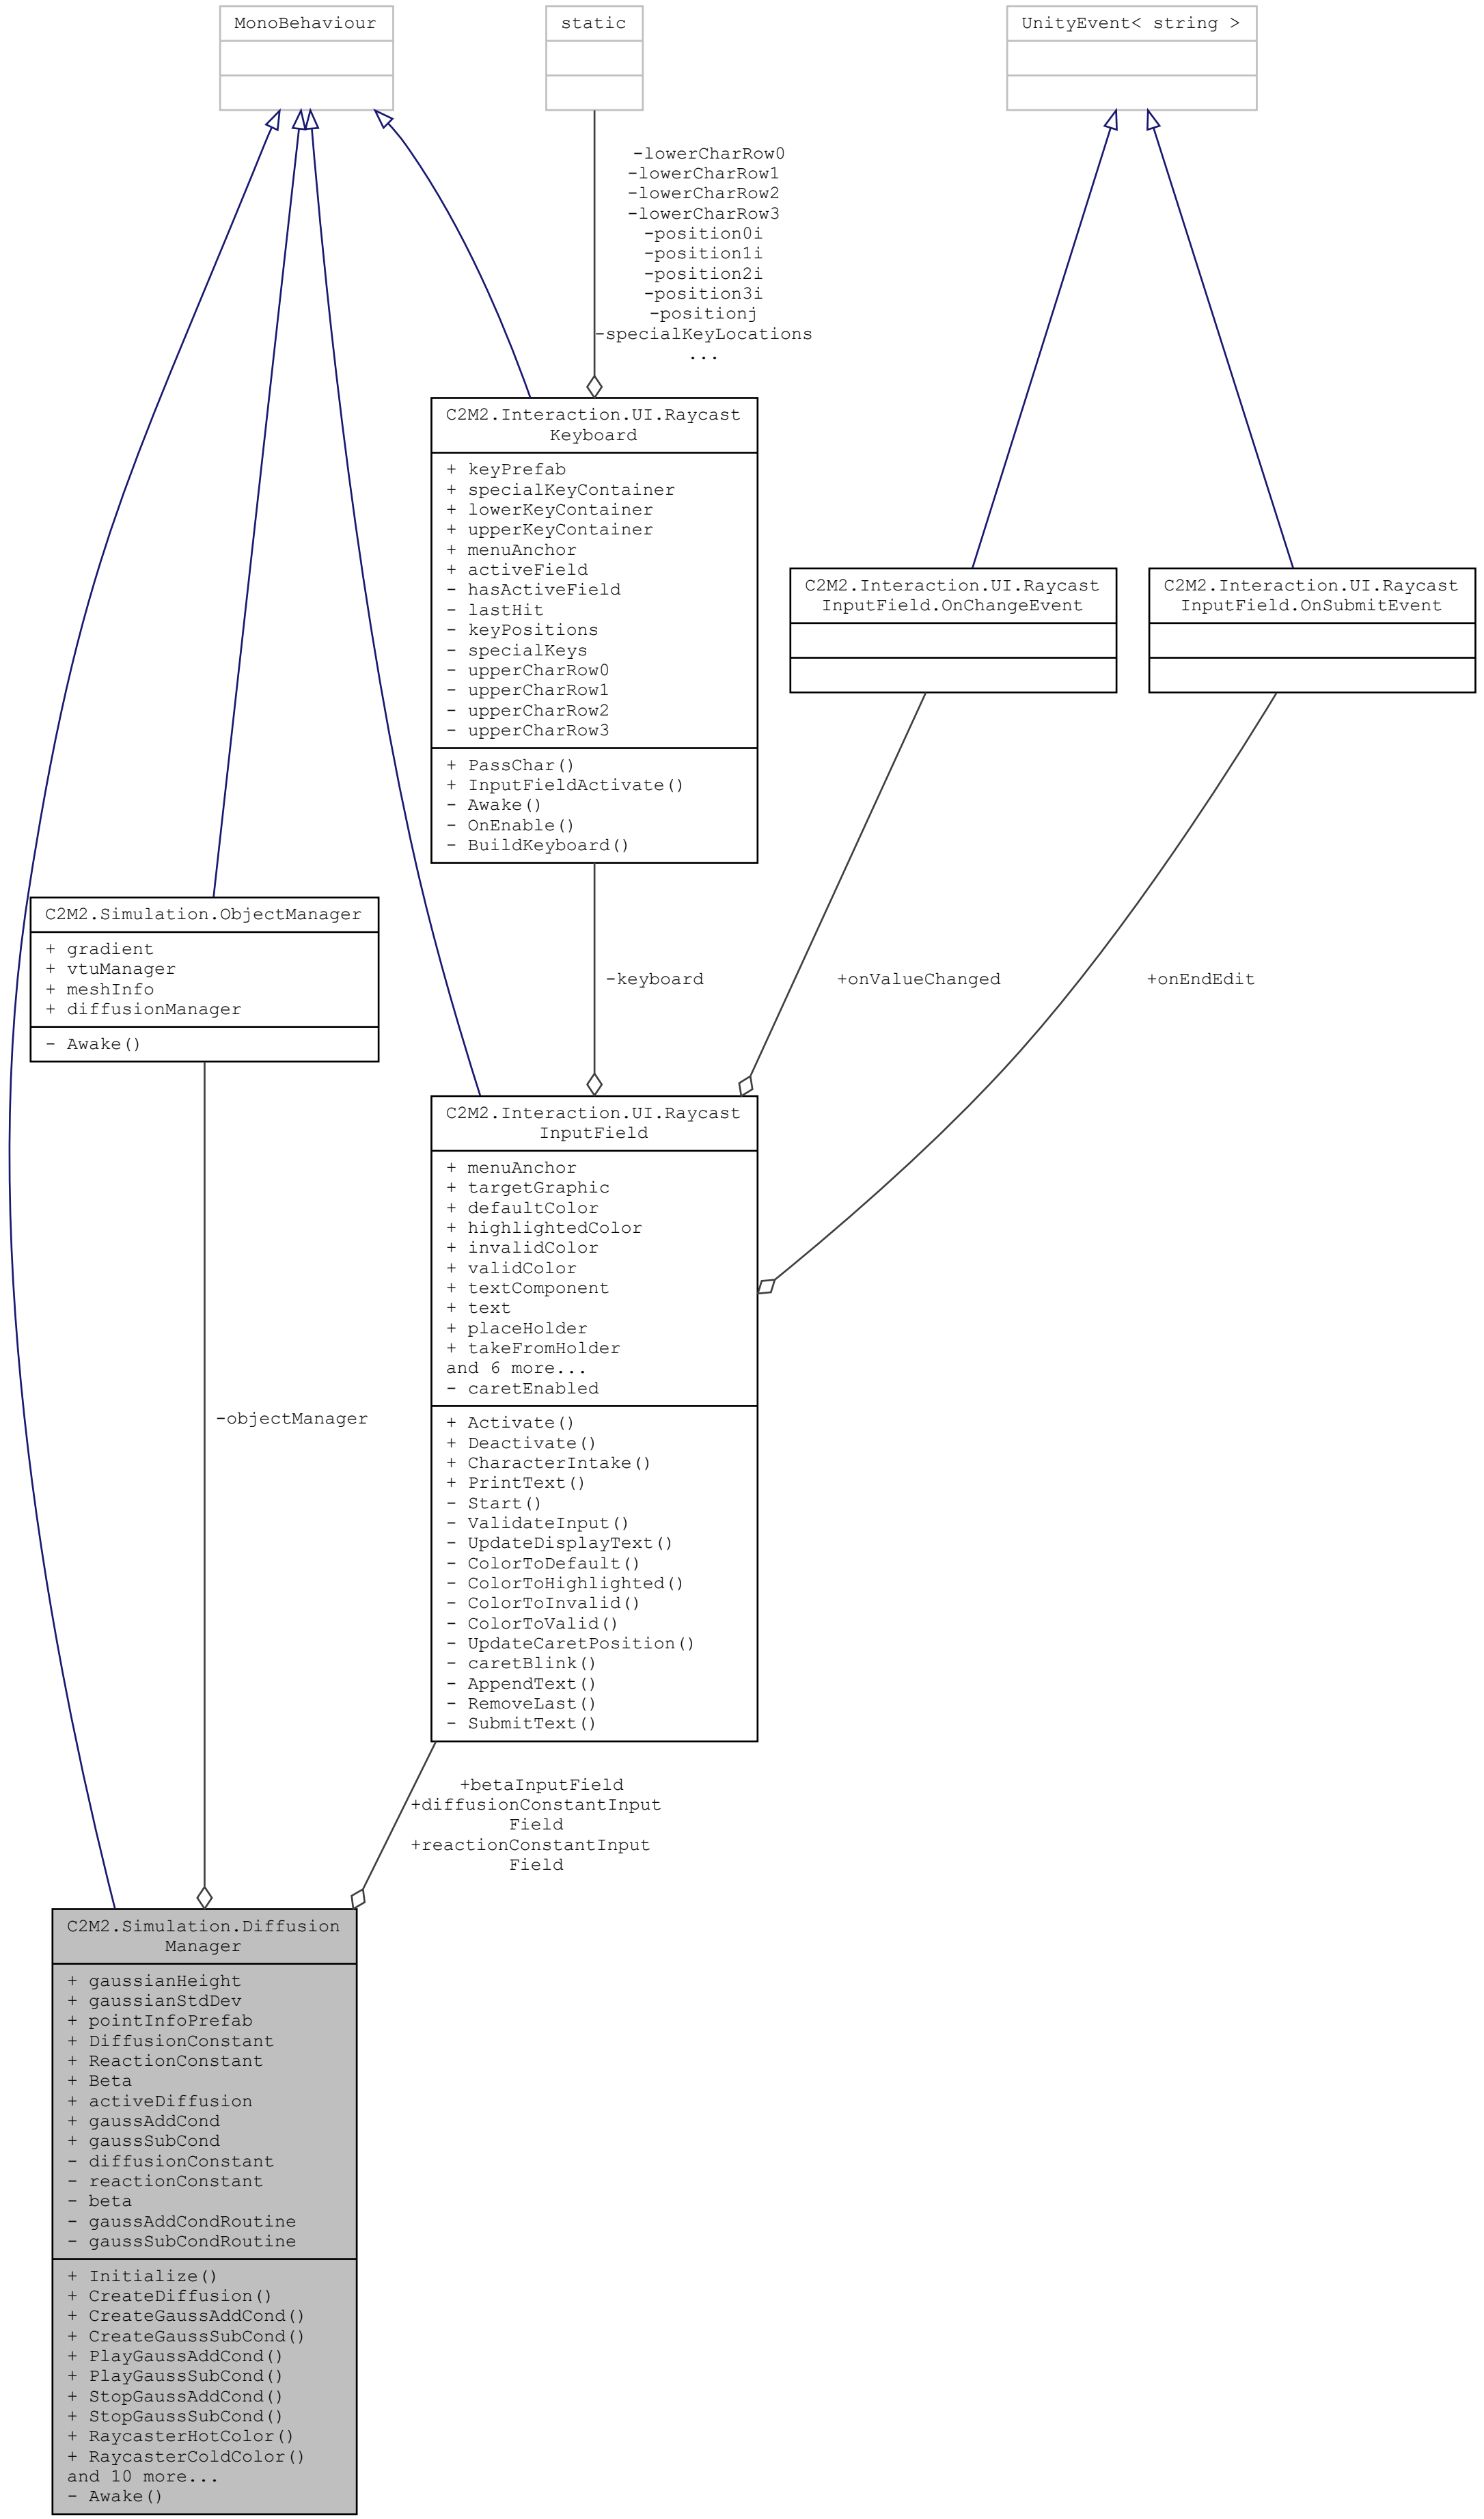 MonoBehaviour
static
UnityEvent< string >
-lowerCharRow0
-lowerCharRow1
-lowerCharRow2
-lowerCharRow3
-position0i
-position1i
-position2i
-position3i
-positionj
-specialKeyLocations
...
C2M2.Interaction.UI.Raycast
Keyboard
+ keyPrefab
+ specialKeyContainer
+ lowerKeyContainer
+ upperKeyContainer
+ menuAnchor
+ activeField
- hasActiveField
- lastHit
- keyPositions
- specialKeys
- upperCharRow0
- upperCharRow1
- upperCharRow2
- upperCharRow3
+ PassChar()
+ InputFieldActivate()
- Awake()
- OnEnable()
- BuildKeyboard()
C2M2.Interaction.UI.Raycast
InputField.OnChangeEvent
C2M2.Interaction.UI.Raycast
InputField.OnSubmitEvent
C2M2.Simulation.ObjectManager
+ gradient
+ vtuManager
+ meshInfo
+ diffusionManager
- Awake()
-keyboard
+onValueChanged
+onEndEdit
C2M2.Interaction.UI.Raycast
InputField
+ menuAnchor
+ targetGraphic
+ defaultColor
+ highlightedColor
+ invalidColor
+ validColor
+ textComponent
+ text
+ placeHolder
+ takeFromHolder
and 6 more...
- caretEnabled
+ Activate()
+ Deactivate()
+ CharacterIntake()
+ PrintText()
- Start()
- ValidateInput()
- UpdateDisplayText()
- ColorToDefault()
- ColorToHighlighted()
- ColorToInvalid()
- ColorToValid()
- UpdateCaretPosition()
- caretBlink()
- AppendText()
- RemoveLast()
- SubmitText()
-objectManager
+betaInputField
+diffusionConstantInput
Field
+reactionConstantInput
Field
C2M2.Simulation.Diffusion
Manager
+ gaussianHeight
+ gaussianStdDev
+ pointInfoPrefab
+ DiffusionConstant
+ ReactionConstant
+ Beta
+ activeDiffusion
+ gaussAddCond
+ gaussSubCond
- diffusionConstant
- reactionConstant
- beta
- gaussAddCondRoutine
- gaussSubCondRoutine
+ Initialize()
+ CreateDiffusion()
+ CreateGaussAddCond()
+ CreateGaussSubCond()
+ PlayGaussAddCond()
+ PlayGaussSubCond()
+ StopGaussAddCond()
+ StopGaussSubCond()
+ RaycasterHotColor()
+ RaycasterColdColor()
and 10 more...
- Awake()